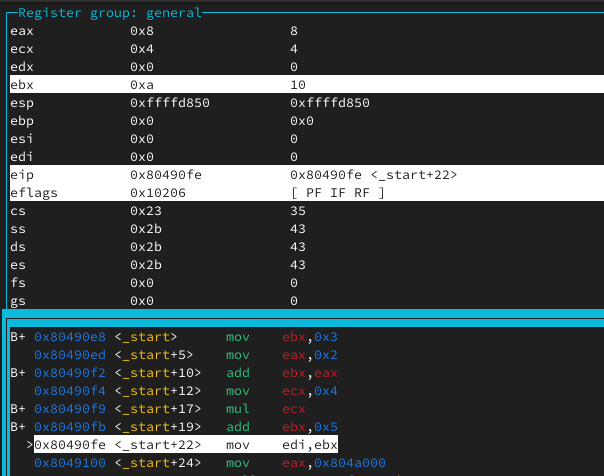 Register group: general
eax 0x8 8
ecx 0x4 4
edx 0x0 0
ebx 0xa 10
esp 0xffffd850 0xffffd850
ebp 0x0 0x0
esi 0x0 0
edi 0x0 0
eip 0x80490fe 0x80490fe <_start+22>
eflags 0x10206 [ PF IF RF ]
cs 0x23 35
ss 0x2b 43
ds 0x2b 43
es 0x2b 43
fs 0x0 0
gs 0x0 0
B+ 0x80490e8 <_start> mov ebx,0x3
0x80490ed <_start+5> mov eax,0x2
B+ 0x80490f2 <_start+10> add ebx,eax
0x80490f4 <_start+12> mov ecx,0x4
B+ 0x80490f9 <_start+17> mul ecx
B+ 0x80490fb <_start+19> add ebx,0x5
>0x80490fe <_start+22> mov edi,ebx
0x8049100 <_start+24> mov eax,0x804a000